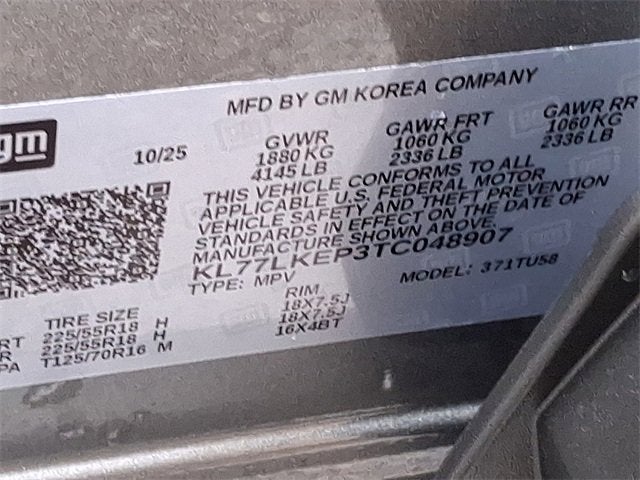 MFD BY GM KOREA COMPANY
gm
10/25
GVWR
1880 KG
4145 LB
GAWR FRT
1060 KG
2336 LB
GAWR RR
1060 KG
2336 LB
THIS VEHICLE CONFORMS TO ALL
APPLICABLE U.S. FEDERAL MOTOR
VEHICLE SAFETY AND THEFT PREVENTION
STANDARDS IN EFFECT ON THE DATE OF
MANUFACTURE SHOWN ABOVE.
KL77LKEP3TC048907
TYPE: MPV
MODEL: 371TU58
TIRE SIZE
RIM
RT 225/55R18 H 18X7.5J
R 225/55R18 H 18X7.5J
PA T125/70R16 M 16X4BT